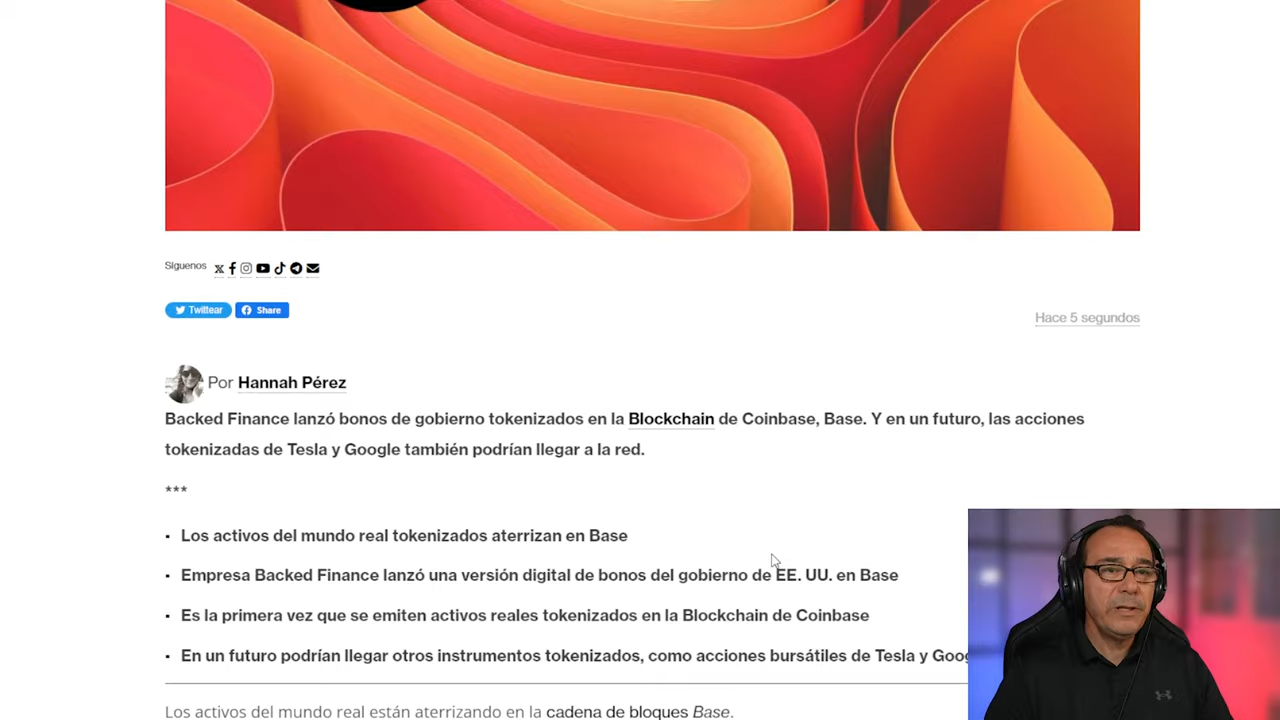 Síguenos
Twittear Share
Hace 5 segundos
Por Hannah Pérez
Backed Finance lanzó bonos de gobierno tokenizados en la Blockchain de Coinbase, Base. Y en un futuro, las acciones
tokenizadas de Tesla y Google también podrían llegar a la red.
***
▪ Los activos del mundo real tokenizados aterrizan en Base
▪ Empresa Backed Finance lanzó una versión digital de bonos del gobierno de EE. UU. en Base
▪ Es la primera vez que se emiten activos reales tokenizados en la Blockchain de Coinbase
▪ En un futuro podrían llegar otros instrumentos tokenizados, como acciones bursátiles de Tesla y Goog
Los activos del mundo real están aterrizando en la cadena de bloques Base.